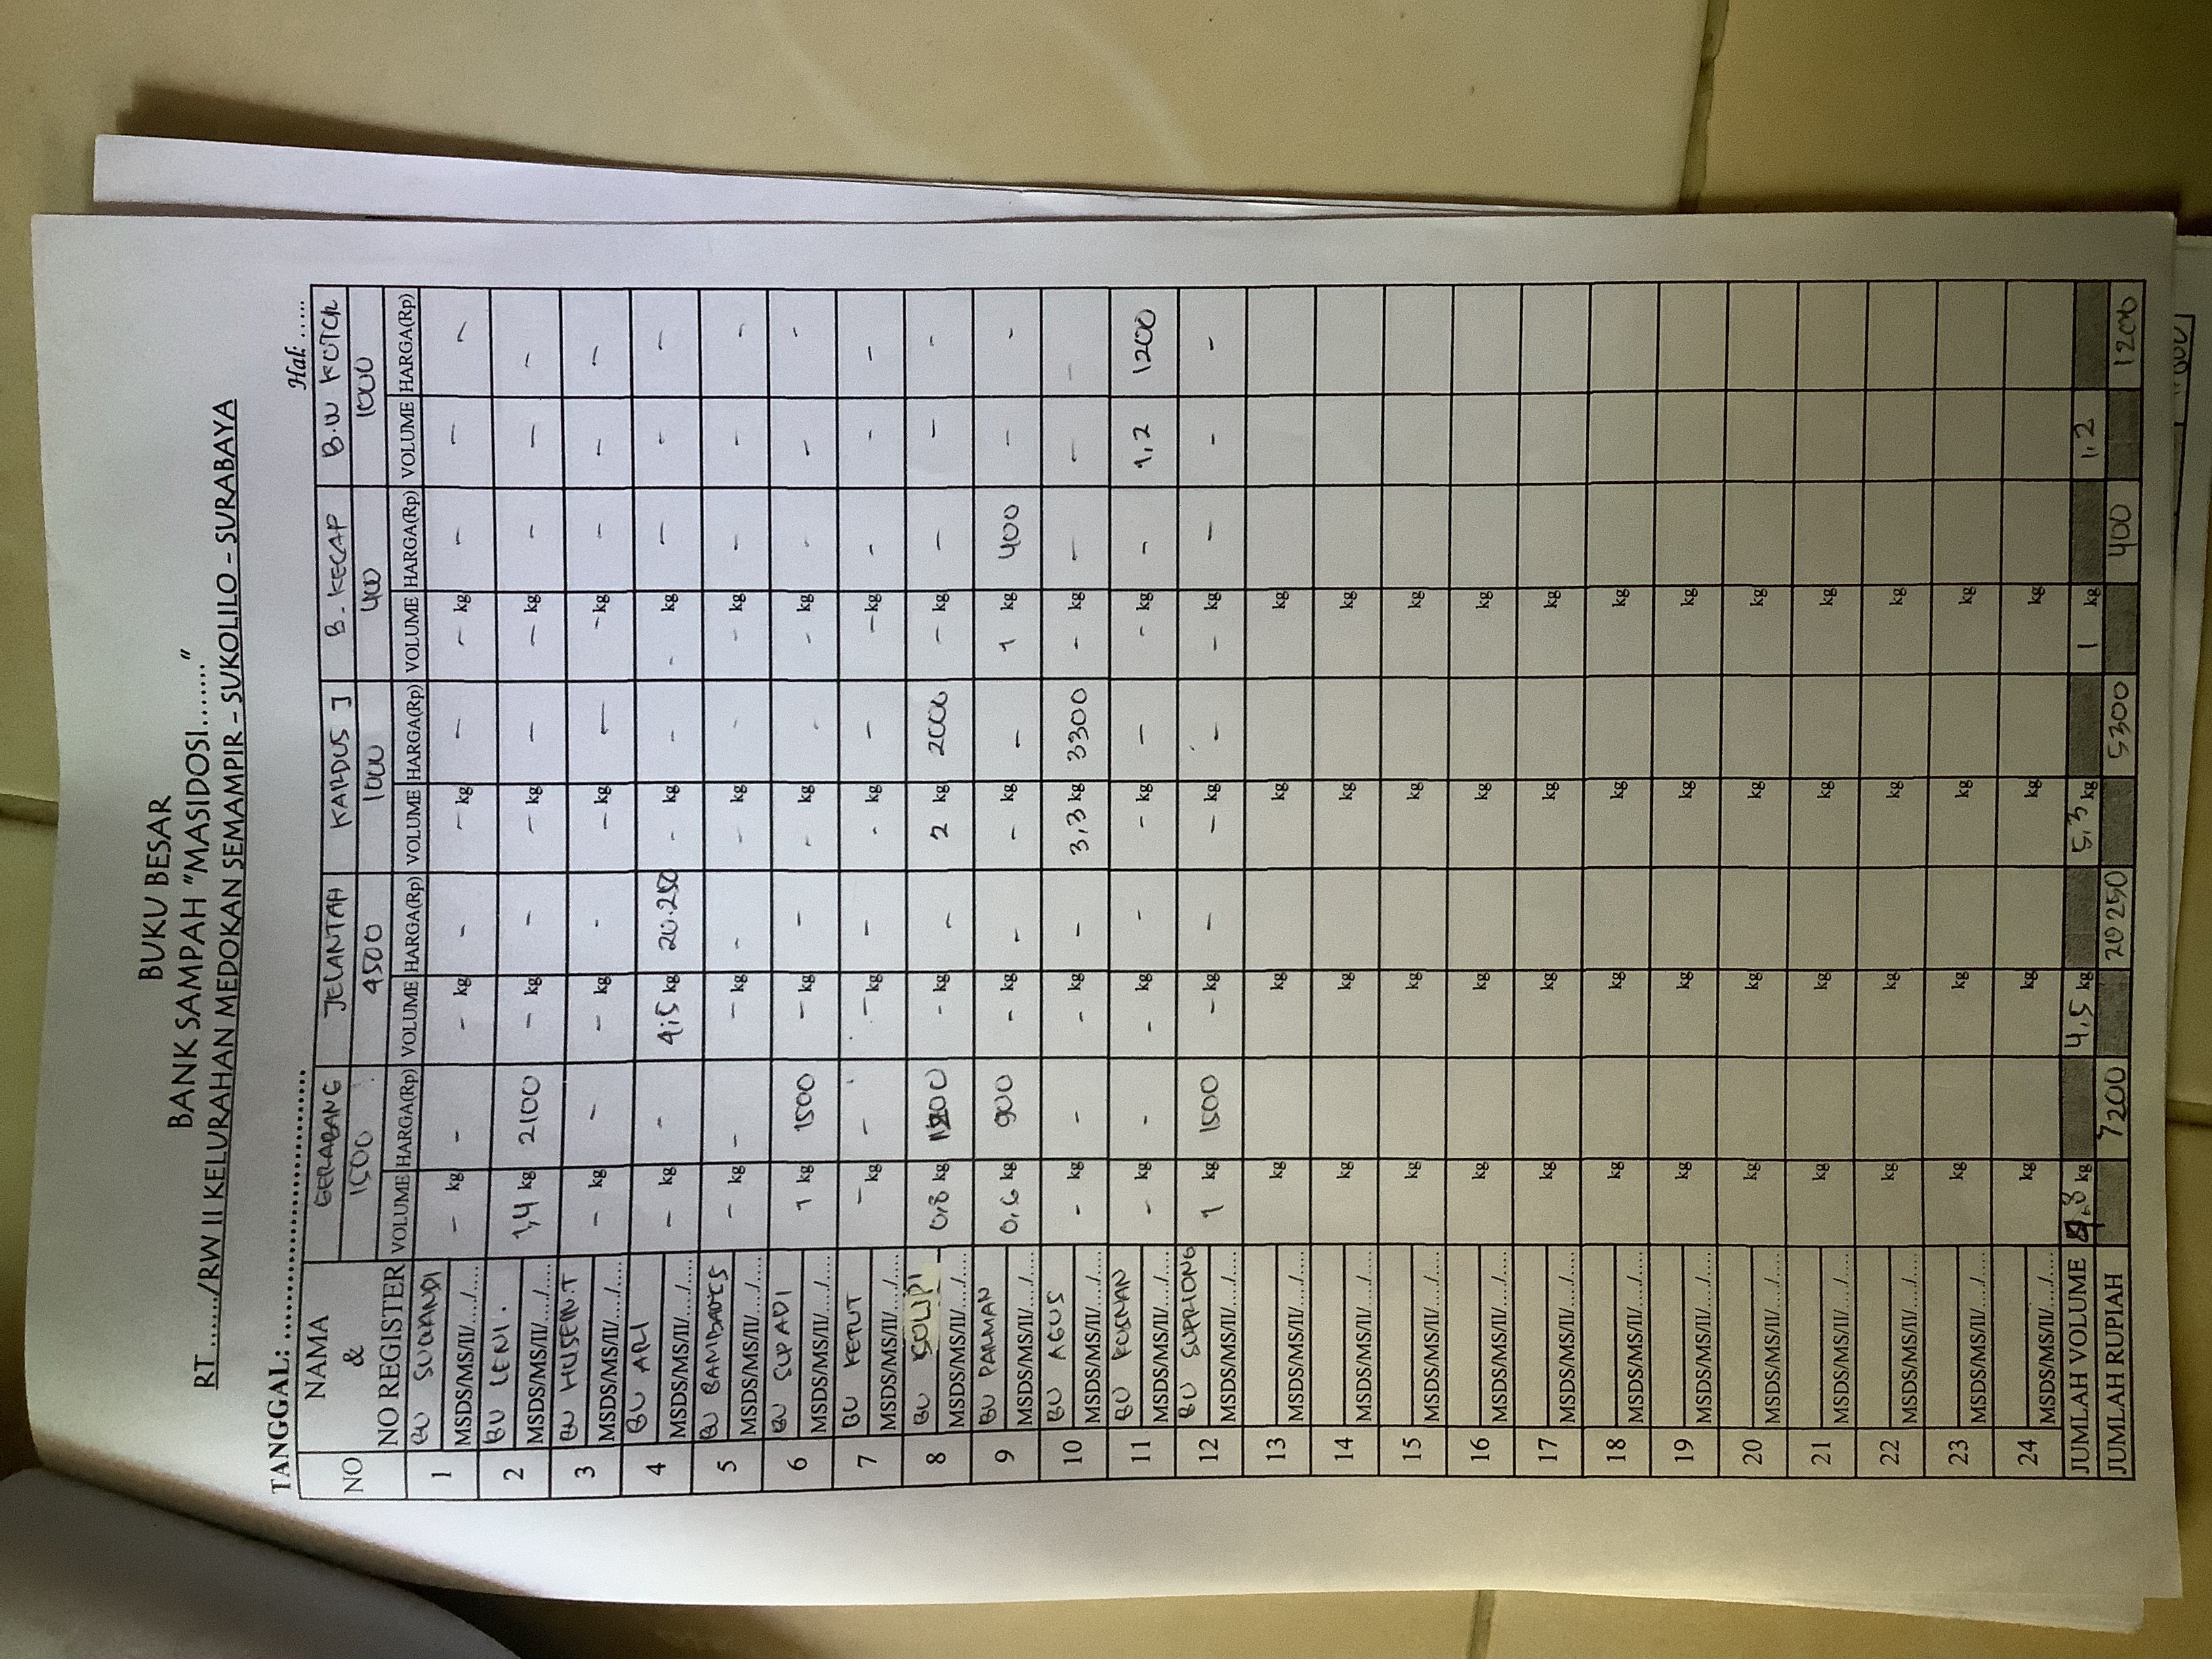 BUKU BESAR
BANK SAMPAH "MASIDOSI......."
RT ....../RW II KELURAHAN MEDOKAN SEMAMPIR – SUKOLILO – SURABAYA
TANGGAL: ..............................
Hal: .....
NO NAMA & NO REGISTER GERABANG JELANTAH KARDUS J B. KECAP B.W KOTOR
1500 4500 1000 400 1000
VOLUME HARGA(Rp) VOLUME HARGA(Rp) VOLUME HARGA(Rp) VOLUME HARGA(Rp) VOLUME HARGA(Rp)
1 BU SUWANDI
MSDS/MS/II/..../.... – kg – – kg – – kg – – kg – – –
2 BU LENI.
MSDS/MS/II/..../.... 1,4 kg 2100 – kg – – kg – – kg – – –
3 BU HUSEIN.T
MSDS/MS/II/..../.... – kg – – kg – – kg – – kg – – –
4 BU ARI
MSDS/MS/II/..../.... – kg – 4,5 kg 20.250 – kg – – kg – – –
5 BU
MSDS/MS/II/..../.... – kg – – kg – – kg – – kg – – –
6 BU SUPADI
MSDS/MS/II/..../.... 1 kg 1500 – kg – – kg – – kg – – –
7 BU KETUT
MSDS/MS/II/..../.... – kg – – kg – – kg – – kg – – –
8 BU
MSDS/MS/II/..../.... 0,8 kg 1200 – kg – 2 kg 2000 – kg – – –
9 BU PARMAN
MSDS/MS/II/..../.... 0,6 kg 900 – kg – – kg – 1 kg 400 – –
10 BU AGUS
MSDS/MS/II/..../.... – kg – – kg – 3,3 kg 3300 – kg – – –
11 BU KUSNAN
MSDS/MS/II/..../.... – kg – – kg – – kg – – kg – 1,2 1200
12 BU SUPRIONO
MSDS/MS/II/..../.... 1 kg 1500 – kg – – kg – – kg – – –
13 kg kg kg kg
MSDS/MS/II/..../....
14 kg kg kg kg
MSDS/MS/II/..../....
15 kg kg kg kg
MSDS/MS/II/..../....
16 kg kg kg kg
MSDS/MS/II/..../....
17 kg kg kg kg
MSDS/MS/II/..../....
18 kg kg kg kg
MSDS/MS/II/..../....
19 kg kg kg kg
MSDS/MS/II/..../....
20 kg kg kg kg
MSDS/MS/II/..../....
21 kg kg kg kg
MSDS/MS/II/..../....
22 kg kg kg kg
MSDS/MS/II/..../....
23 kg kg kg kg
MSDS/MS/II/..../....
24 kg kg kg kg
MSDS/MS/II/..../....
JUMLAH VOLUME 4,8 kg 4,5 kg 5,3 kg 1 kg 1,2
JUMLAH RUPIAH 7200 20250 5300 400 1200